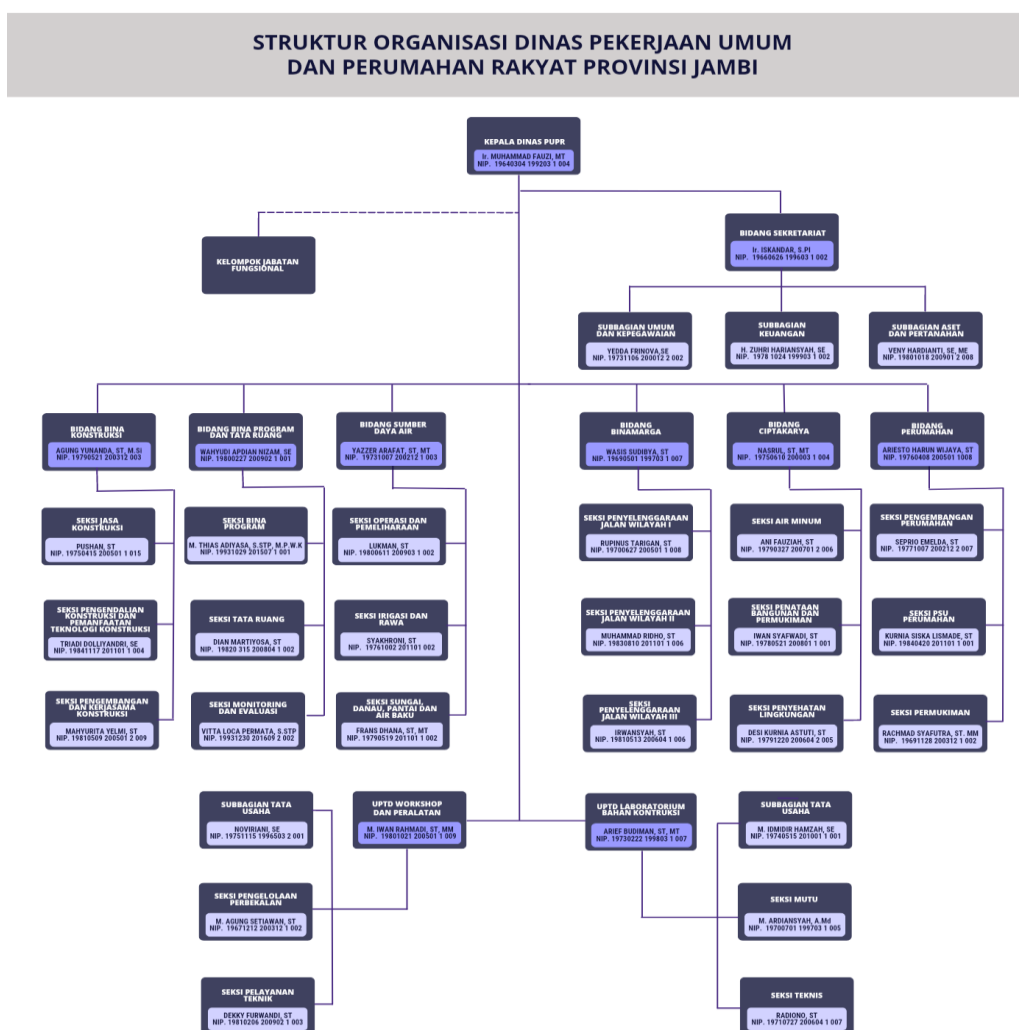 STRUKTUR ORGANISASI DINAS PEKERJAAN UMUM
DAN PERUMAHAN RAKYAT PROVINSI JAMBI
KEPALA DINAS PUPR
Ir. MUHAMMAD FAUZI, MT
NIP. 19640304 199203 1 004
KELOMPOK JABATAN
FUNGSIONAL
BIDANG SEKRETARIAT
Ir. ISKANDAR, S.PI
NIP. 19660626 199603 1 002
SUBBAGIAN UMUM
DAN KEPEGAWAIAN
YEDDA FRINOVA,SE
NIP. 19731106 200012 2 002
SUBBAGIAN
KEUANGAN
H. ZUHRI HARIANSYAH, SE
NIP. 1978 1024 199903 1 002
SUBBAGIAN ASET
DAN PERTANAHAN
VENY HARDIANTI, SE, ME
NIP. 19801018 200901 2 008
BIDANG BINA
KONSTRUKSI
AGUNG YUNANDA, ST, M.Si
NIP. 19790521 200312 003
BIDANG BINA PROGRAM
DAN TATA RUANG
WAHYUDI APDIAN NIZAM, SE
NIP. 19800227 200902 1 001
BIDANG SUMBER
DAYA AIR
YAZZER ARAFAT, ST, MT
NIP. 19731007 200212 1 003
BIDANG
BINAMARGA
WASIS SUDIBYA, ST
NIP. 19690501 199703 1 007
BIDANG
CIPTAKARYA
NASRUL, ST, MT
NIP. 19750610 200003 1 004
BIDANG
PERUMAHAN
ARIESTO HARUN WIJAYA, ST
NIP. 19760408 200501 1008
SEKSI JASA
KONSTRUKSI
PUSHAN, ST
NIP. 19750415 200501 1 015
SEKSI BINA
PROGRAM
M. THIAS ADIYASA, S.STP, M.P.W.K
NIP. 19931029 201507 1 001
SEKSI OPERASI DAN
PEMELIHARAAN
LUKMAN, ST
NIP. 19800611 200903 1 002
SEKSI PENYELENGGARAAN
JALAN WILAYAH I
RUPINUS TARIGAN, ST
NIP. 19700627 200501 1 008
SEKSI AIR MINUM
ANI FAUZIAH, ST
NIP. 19790327 200701 2 006
SEKSI PENGEMBANGAN
PERUMAHAN
SEPRIO EMELDA, ST
NIP. 19771007 200212 2 007
SEKSI PENGENDALIAN
KONSTRUKSI DAN
PEMANFAATAN
TEKNOLOGI KONSTRUKSI
TRIADI DOLLIYANDRI, SE
NIP. 19841117 201101 1 004
SEKSI TATA RUANG
DIAN MARTIYOSA, ST
NIP. 19820 315 200804 1 002
SEKSI IRIGASI DAN
RAWA
SYAKHRONI, ST
NIP. 19761002 201101 002
SEKSI PENYELENGGARAAN
JALAN WILAYAH II
MUHAMMAD RIDHO, ST
NIP. 19830810 201101 1 006
SEKSI PENATAAN
BANGUNAN DAN
PERMUKIMAN
IWAN SYAFWADI, ST
NIP. 19780521 200801 1 001
SEKSI PSU
PERUMAHAN
KURNIA SISKA LISMADE, ST
NIP. 19840420 201101 1 001
SEKSI PENGEMBANGAN
DAN KERJASAMA
KONSTRUKSI
MAHYURITA YELMI, ST
NIP. 19810509 200501 2 009
SEKSI MONITORING
DAN EVALUASI
VITTA LOCA PERMATA, S.STP
NIP. 19931230 201609 2 002
SEKSI SUNGAI,
DANAU, PANTAI DAN
AIR BAKU
FRANS DHANA, ST, MT
NIP. 19790519 201101 1 002
SEKSI
PENYELENGGARAAN
JALAN WILAYAH III
IRWANSYAH, ST
NIP. 19810513 200604 1 006
SEKSI PENYEHATAN
LINGKUNGAN
DESI KURNIA ASTUTI, ST
NIP. 19791220 200604 2 005
SEKSI PERMUKIMAN
RACHMAD SYAFUTRA, ST. MM
NIP. 19691128 200312 1 002
SUBBAGIAN TATA
USAHA
NOVIRIANI, SE
NIP. 19751115 1996503 2 001
UPTD WORKSHOP
DAN PERALATAN
M. IWAN RAHMADI, ST, MM
NIP. 19801021 200501 1 009
UPTD LABORATORIUM
BAHAN KONTRUKSI
ARIEF BUDIMAN, ST, MT
NIP. 19730222 199803 1 007
SUBBAGIAN TATA
USAHA
M. IDMIDIR HAMZAH, SE
NIP. 19740515 201001 1 001
SEKSI PENGELOLAAN
PERBEKALAN
M. AGUNG SETIAWAN, ST
NIP. 19671212 200312 1 002
SEKSI MUTU
M. ARDIANSYAH, A.Md
NIP. 19700701 199703 1 005
SEKSI PELAYANAN
TEKNIK
DEKKY FURWANDI, ST
NIP. 19810206 200902 1 003
SEKSI TEKNIS
RADIONO, ST
NIP. 19710727 200604 1 007